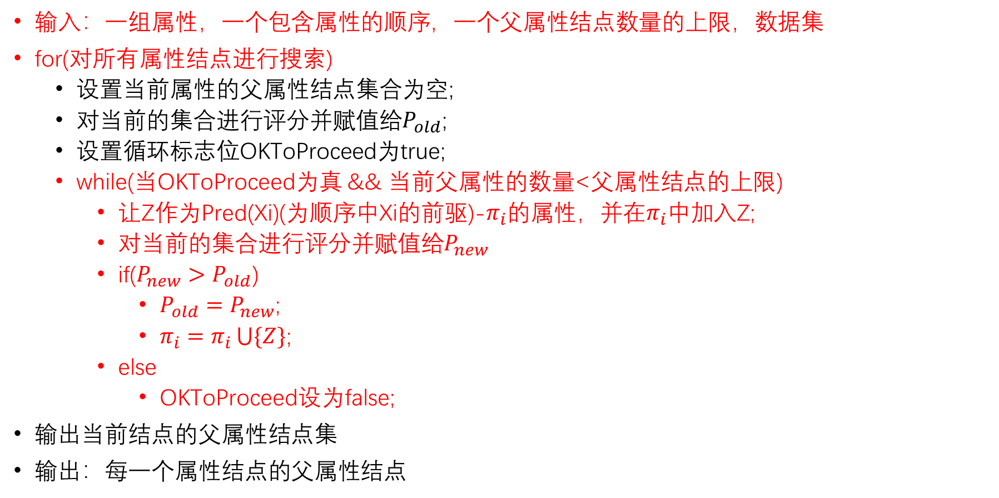 • 输入：一组属性，一个包含属性的顺序，一个父属性结点数量的上限，数据集
• for(对所有属性结点进行搜索)
• 设置当前属性的父属性结点集合为空;
• 对当前的集合进行评分并赋值给$P_{old}$;
• 设置循环标志位OKToProceed为true;
• while(当OKToProceed为真 && 当前父属性的数量<父属性结点的上限)
• 让Z作为Pred(Xi)(为顺序中Xi的前驱)-$π_i$的属性，并在$π_i$中加入Z;
• 对当前的集合进行评分并赋值给$P_{new}$
• if($P_{new} > P_{old}$)
• $P_{old} = P_{new}$;
• $π_i = π_i ⋃\{Z\}$;
• else
• OKToProceed设为false;
• 输出当前结点的父属性结点集
• 输出：每一个属性结点的父属性结点